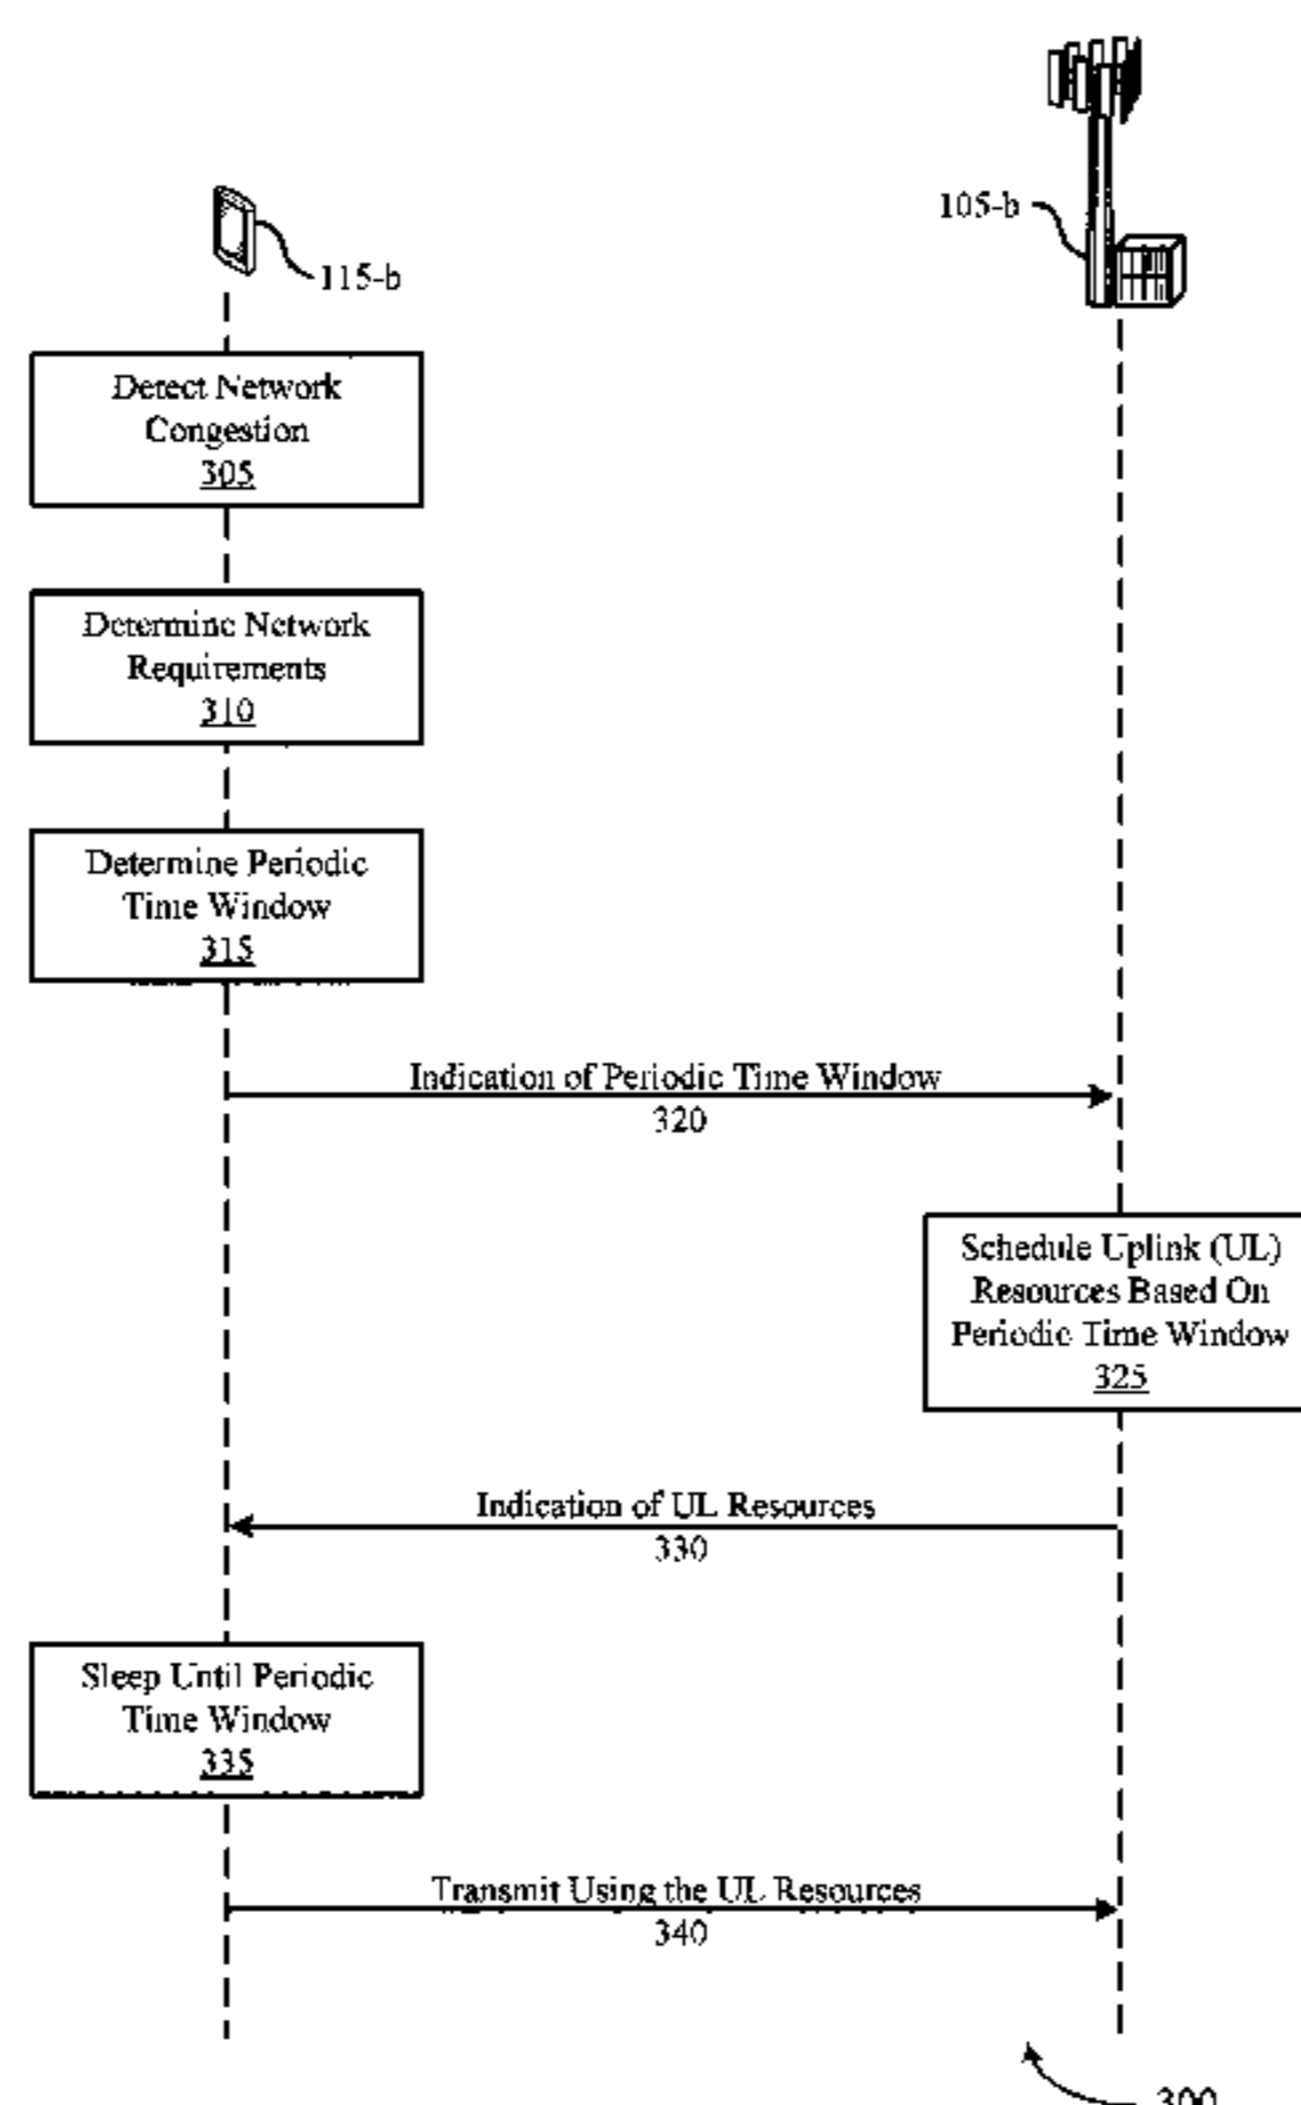 105-b
115-b
Detect Network
Congestion
305
Determine Network
Requirements
310
Determine Periodic
Time Window
315
Indication of Periodic Time Window
320
Schedule Uplink (UL)
Resources Based On
Periodic Time Window
325
Indication of UL Resources
330
Sleep Until Periodic
Time Window
335
Transmit Using the UL Resources
340
300